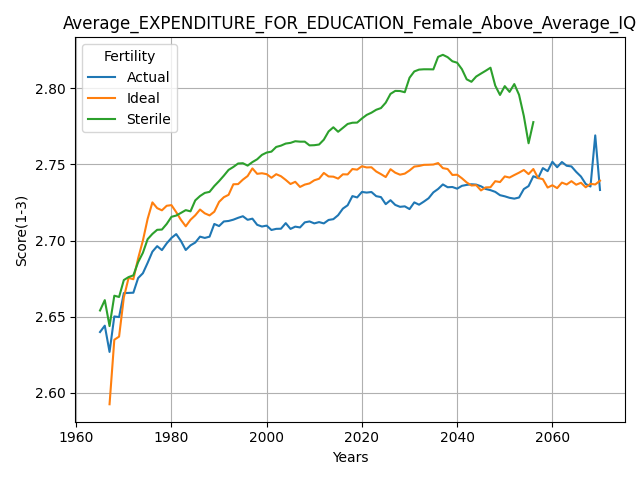 Average_EXPENDITURE_FOR_EDUCATION_Female_Above_Average_IQ
Fertility
Actual
Ideal
Sterile
Score(1-3)
2.80
2.75
2.70
2.65
2.60
1960 1980 2000 2020 2040 2060
Years